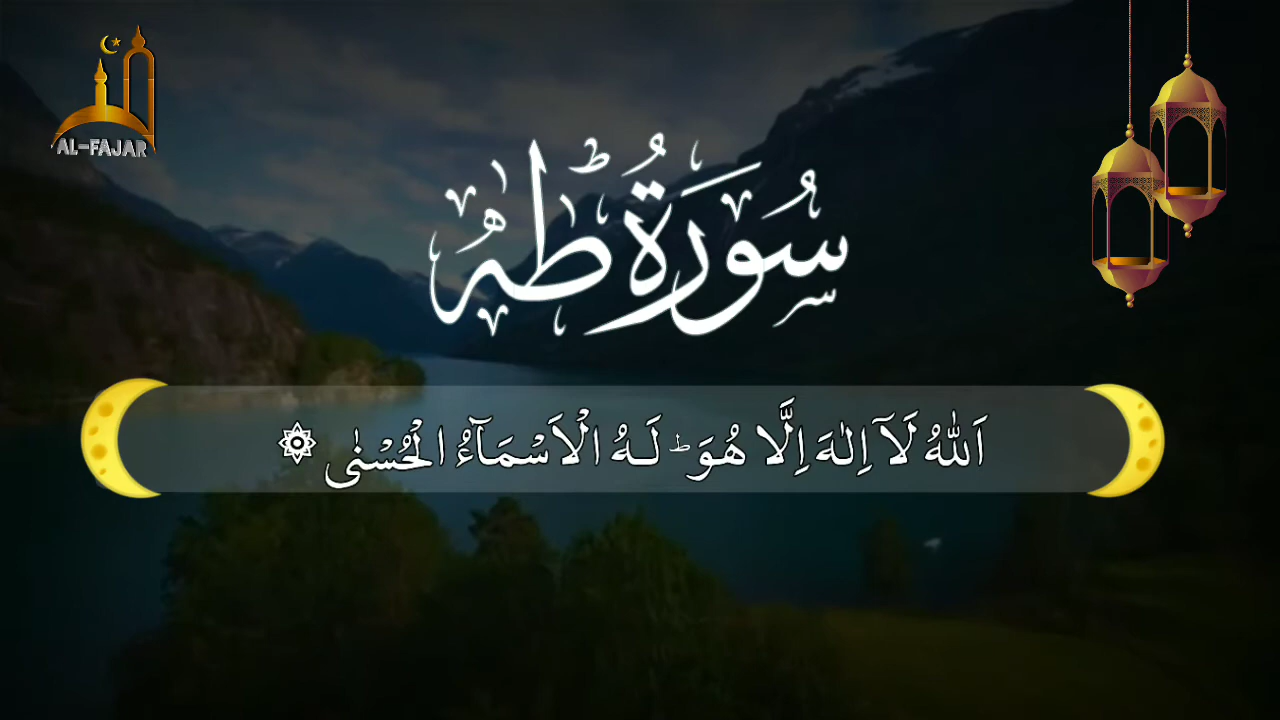 AL-FAJAR
سُورَةُ طٰهٰ
اَللّٰهُ لَاۤ اِلٰهَ اِلَّا هُوَ ؕ لَهُ الْاَسْمَآءُ الْحُسْنٰى ۞